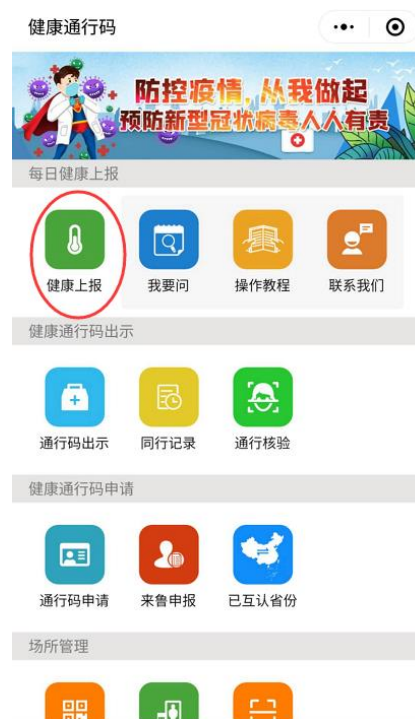 健康通行码
防控疫情,从我做起
预防新型冠状病毒人人有责
每日健康上报
健康上报 我要问 操作教程 联系我们
健康通行码出示
通行码出示 同行记录 通行核验
健康通行码申请
通行码申请 来鲁申报 已互认省份
场所管理